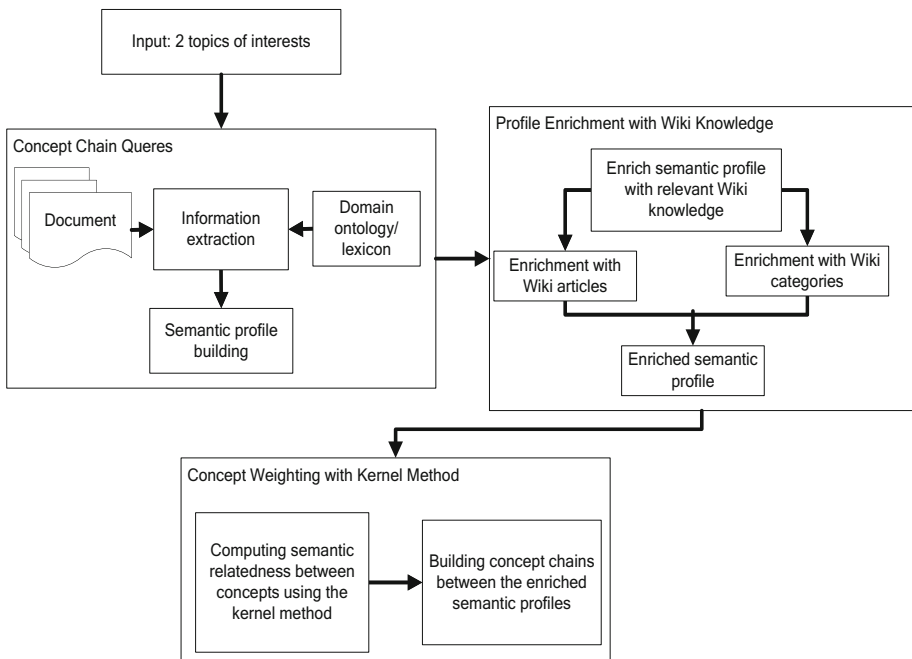 Input: 2 topics of interests
Concept Chain Queres
Document
Information
extraction
Domain
ontology/
lexicon
Semantic profile
building
Profile Enrichment with Wiki Knowledge
Enrich semantic profile
with relevant Wiki
knowledge
Enrichment with
Wiki articles
Enrichment with Wiki
categories
Enriched semantic
profile
Concept Weighting with Kernel Method
Computing semantic
relatedness between
concepts using the
kernel method
Building concept chains
between the enriched
semantic profiles